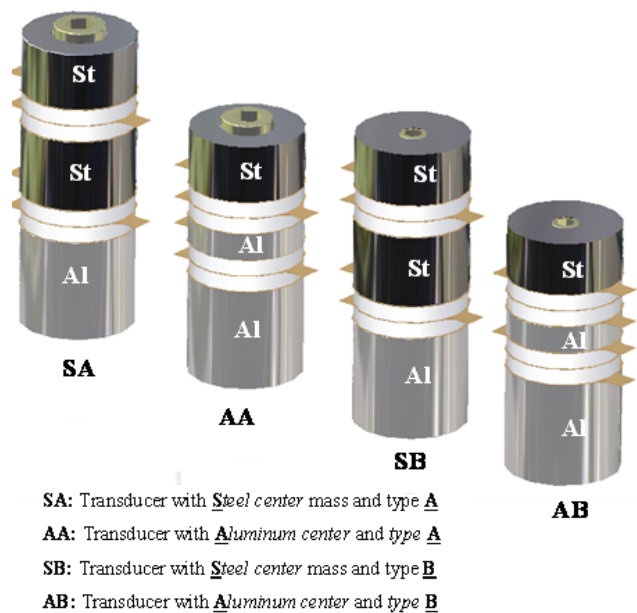 St
St
Al
SA
St
Al
Al
AA
St
St
Al
SB
St
Al
Al
AB
SA: Transducer with Steel center mass and type A
AA: Transducer with Aluminum center and type A
SB: Transducer with Steel center mass and type B
AB: Transducer with Aluminum center and type B